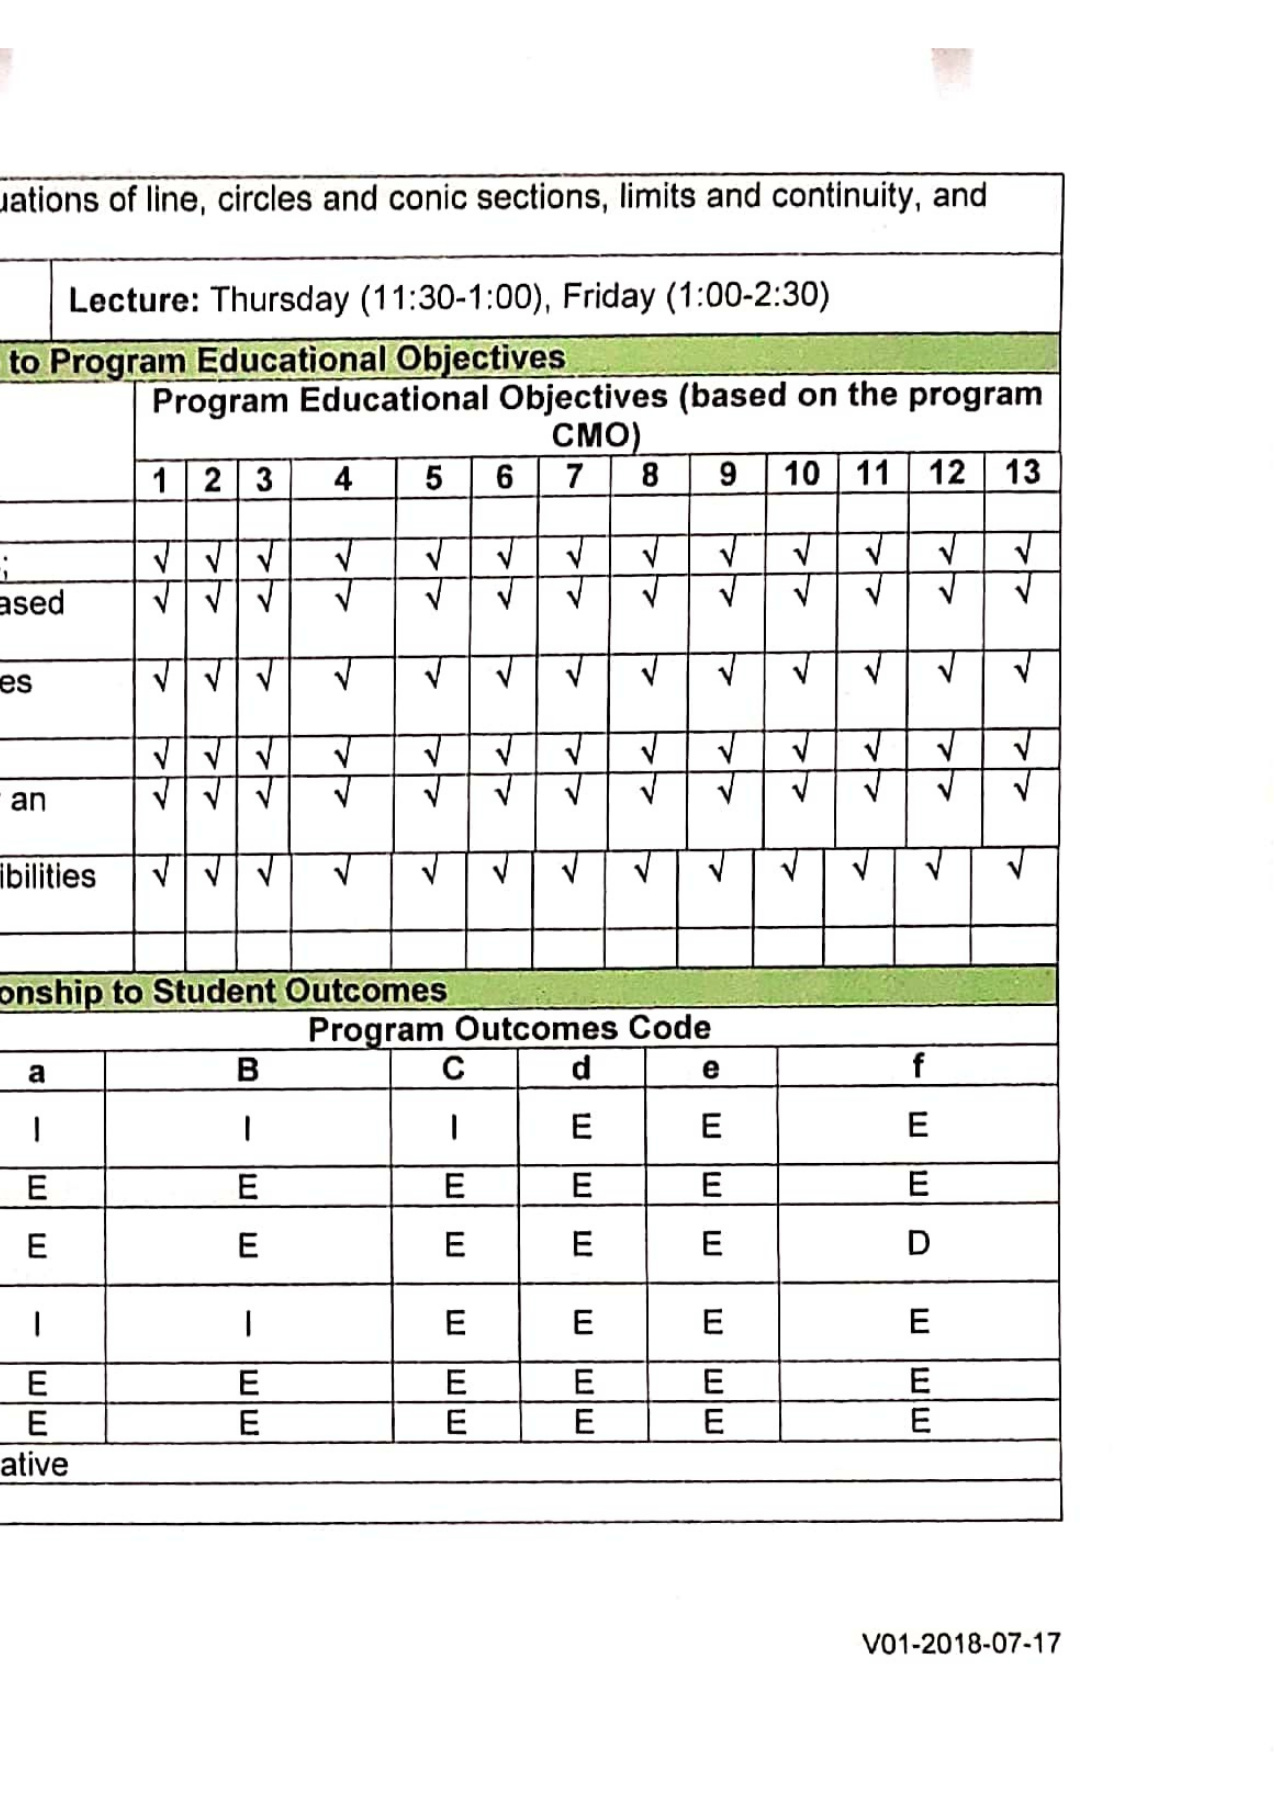 uations of line, circles and conic sections, limits and continuity, and
Lecture: Thursday (11:30-1:00), Friday (1:00-2:30)
to Program Educational Objectives
Program Educational Objectives (based on the program
CMO)
1 2 3 4 5 6 7 8 9 10 11 12 13
; √ √ √ √ √ √ √ √ √ √ √ √ √
ased √ √ √ √ √ √ √ √ √ √ √ √ √
es √ √ √ √ √ √ √ √ √ √ √ √ √
√ √ √ √ √ √ √ √ √ √ √ √ √
an √ √ √ √ √ √ √ √ √ √ √ √ √
ibilities √ √ √ √ √ √ √ √ √ √ √ √ √
onship to Student Outcomes
Program Outcomes Code
a B C d e f
I I I E E E
E E E E E E
E E E E E D
I I E E E E
E E E E E E
E E E E E E
ative
V01-2018-07-17